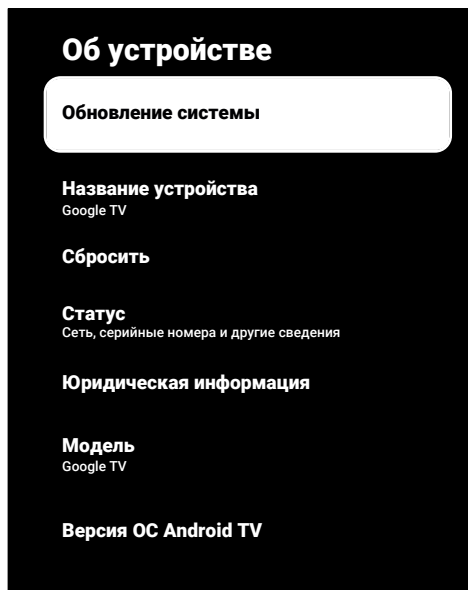 Об устройстве
Обновление системы
Название устройства
Google TV
Сбросить
Статус
Сеть, серийные номера и другие сведения
Юридическая информация
Модель
Google TV
Версия ОС Android TV